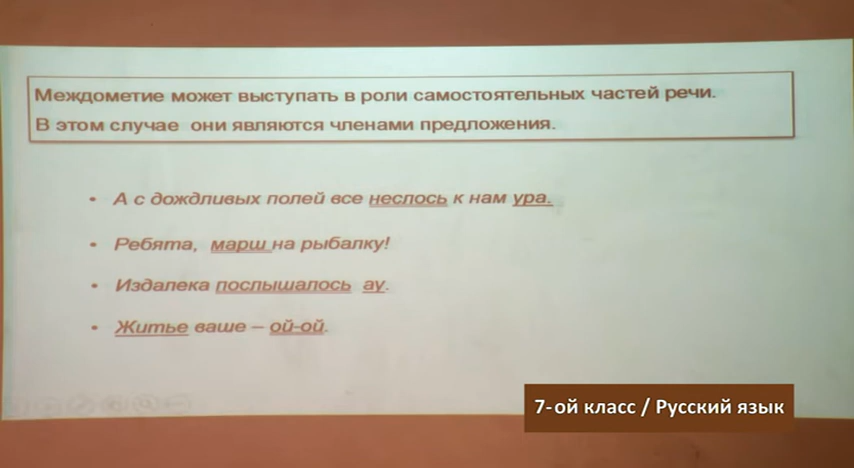 Междометие может выступать в роли самостоятельных частей речи.
В этом случае они являются членами предложения.
• А с дождливых полей все неслось к нам ура.
• Ребята, марш на рыбалку!
• Издалека послышалось ау.
• Житье ваше – ой-ой.
7-ой класс / Русский язык